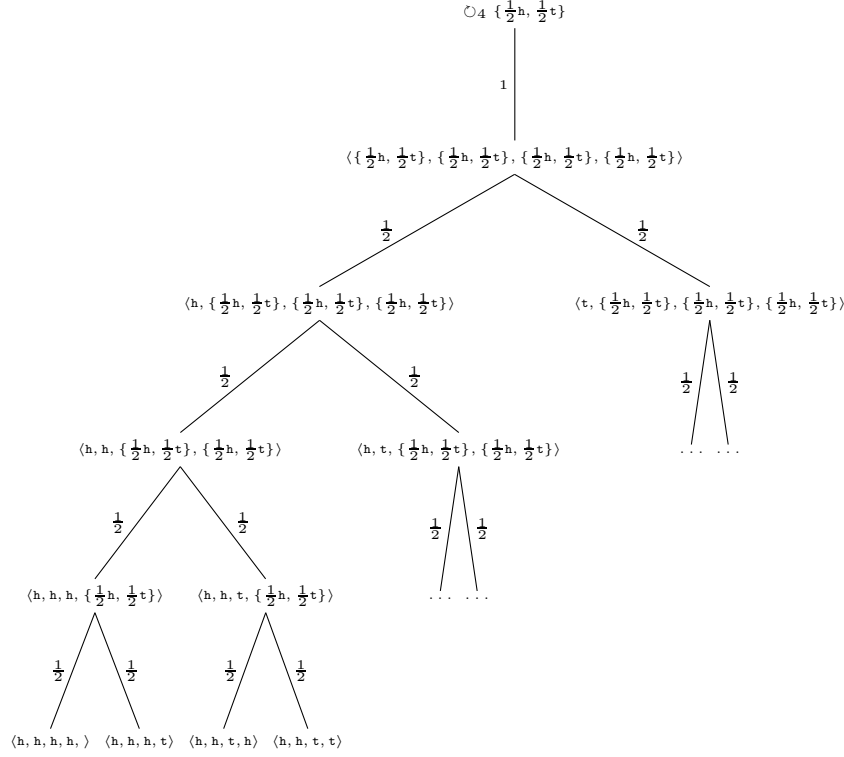 ↻4 {1/2h, 1/2t}
1
⟨{1/2h, 1/2t}, {1/2h, 1/2t}, {1/2h, 1/2t}, {1/2h, 1/2t}⟩
1/2 1/2
⟨h, {1/2h, 1/2t}, {1/2h, 1/2t}, {1/2h, 1/2t}⟩ ⟨t, {1/2h, 1/2t}, {1/2h, 1/2t}, {1/2h, 1/2t}⟩
1/2 1/2 1/2 1/2
⟨h, h, {1/2h, 1/2t}, {1/2h, 1/2t}⟩ ⟨h, t, {1/2h, 1/2t}, {1/2h, 1/2t}⟩ ... ...
1/2 1/2 1/2 1/2
⟨h, h, h, {1/2h, 1/2t}⟩ ⟨h, h, t, {1/2h, 1/2t}⟩ ... ...
1/2 1/2 1/2 1/2
⟨h, h, h, h, ⟩ ⟨h, h, h, t⟩ ⟨h, h, t, h⟩ ⟨h, h, t, t⟩